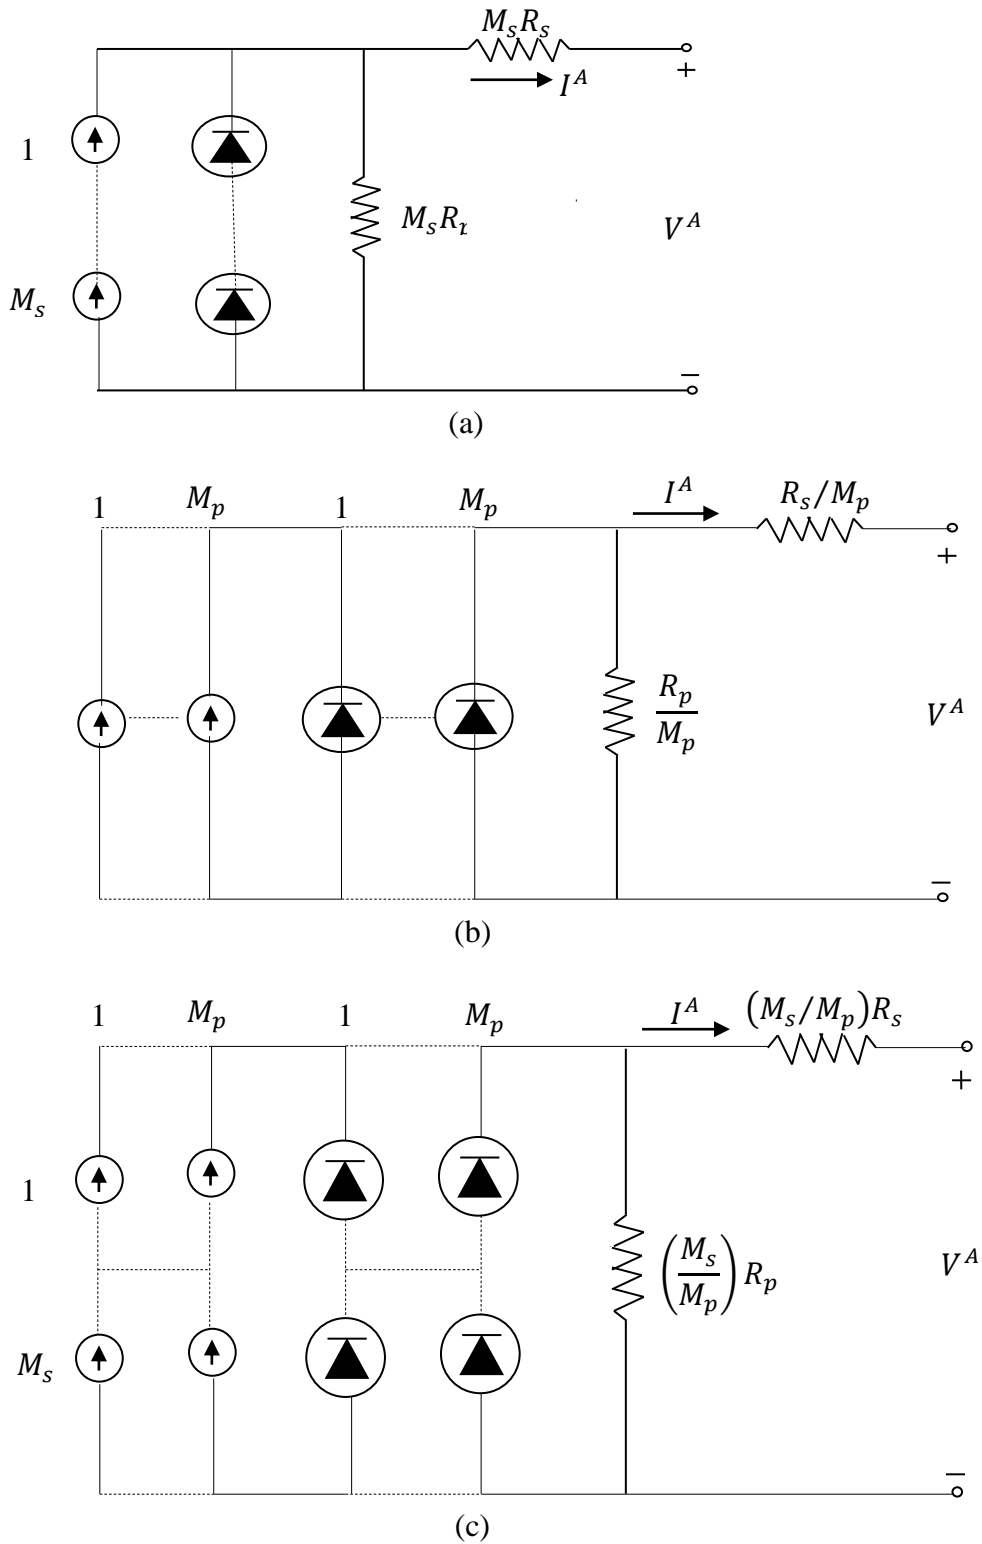 M_sR_s
+
I^A
1
M_sR
V^A
M_s
−
(a)
1 M_p 1 M_p I^A R_s/M_p
+
R_p/M_p
V^A
−
(b)
1 M_p 1 M_p I^A (M_s/M_p)R_s
+
1
(M_s/M_p)R_p
V^A
M_s
−
(c)